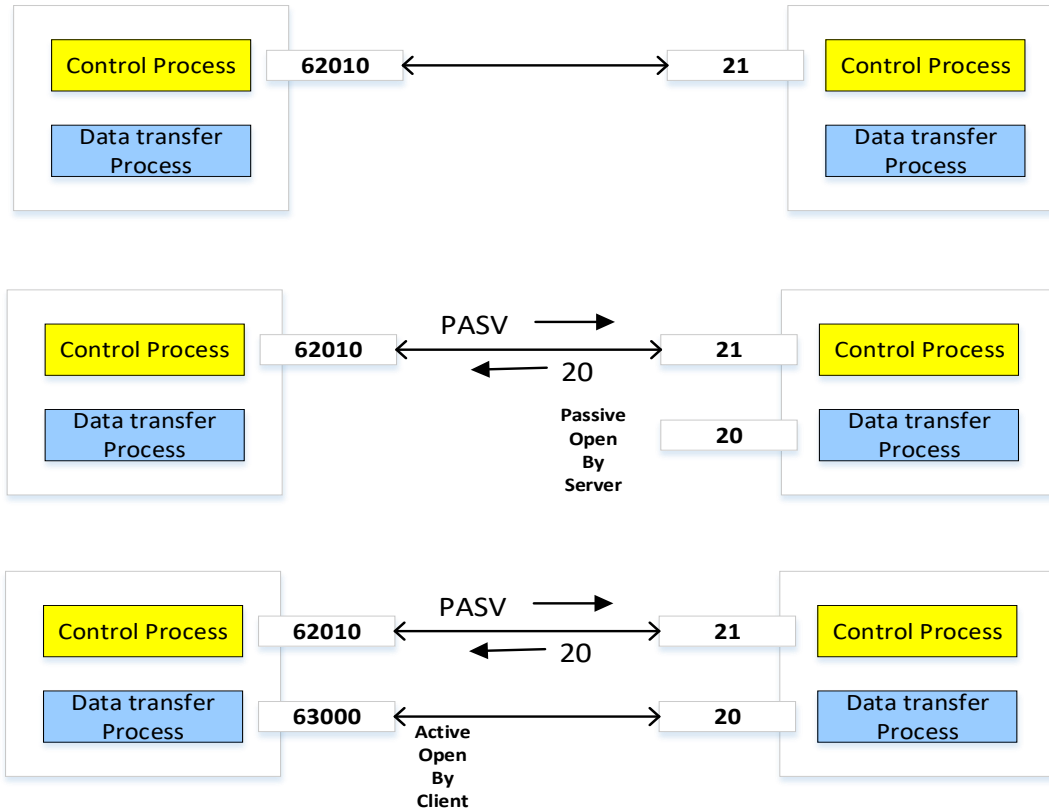 Control Process
62010
21
Control Process
Data transfer
Process
Data transfer
Process
PASV
Control Process
62010
21
Control Process
20
Data transfer
Process
Passive
Open
By
Server
20
Data transfer
Process
PASV
Control Process
62010
21
Control Process
20
Data transfer
Process
63000
20
Data transfer
Process
Active
Open
By
Client